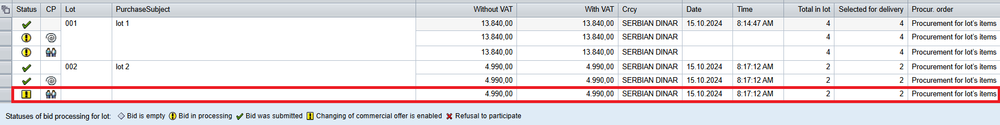 Status CP Lot PurchaseSubject Without VAT With VAT Crcy Date Time Total in lot Selected for delivery Procur. order
001 lot 1 13.840,00 13.840,00 SERBIAN DINAR 15.10.2024 8:14:47 AM 4 4 Procurement for lot's items
13.840,00 13.840,00 SERBIAN DINAR 4 4 Procurement for lot's items
13.840,00 13.840,00 SERBIAN DINAR 4 4 Procurement for lot's items
002 lot 2 4.990,00 4.990,00 SERBIAN DINAR 15.10.2024 8:17:12 AM 2 2 Procurement for lot's items
4.990,00 4.990,00 SERBIAN DINAR 15.10.2024 8:17:12 AM 2 2 Procurement for lot's items
4.990,00 4.990,00 SERBIAN DINAR 15.10.2024 8:17:12 AM 2 2 Procurement for lot's items
Statuses of bid processing for lot: Bid is empty Bid in processing Bid was submitted Changing of commercial offer is enabled Refusal to participate